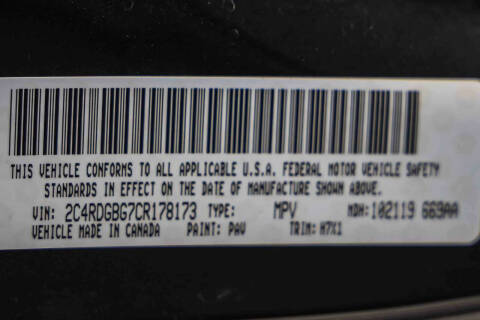 THIS VEHICLE CONFORMS TO ALL APPLICABLE U.S.A. FEDERAL MOTOR VEHICLE SAFETY
STANDARDS IN EFFECT ON THE DATE OF MANUFACTURE SHOWN ABOVE.
VIN: 2C4RDGBG7CR178173 TYPE: MPV MDH: 102119 669AA
VEHICLE MADE IN CANADA PAINT: PAV TRIM: H7X1